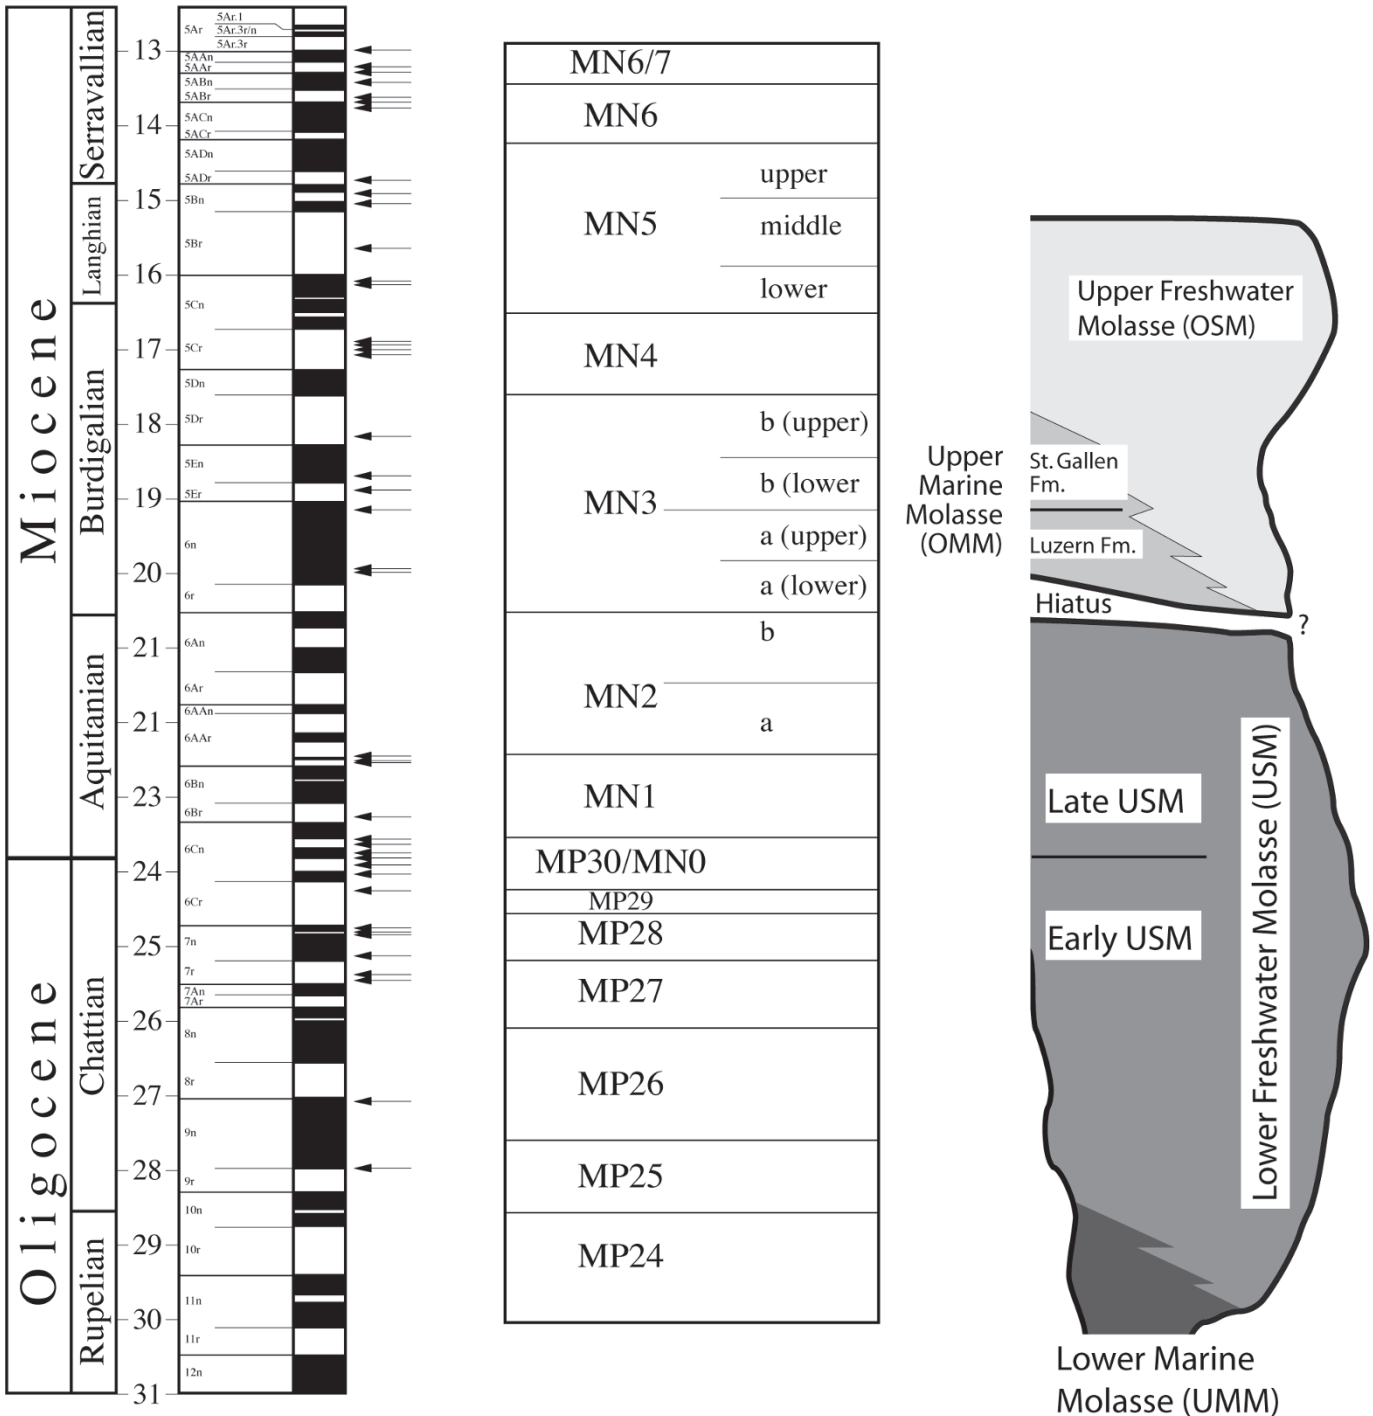 Miocene
Oligocene
Serravallian
Langhian
Burdigalian
Aquitanian
Chattian
Rupelian
13
14
15
16
17
18
19
20
21
21
23
24
25
26
27
28
29
30
31
5Ar
5Ar.1
5Ar.3r/n
5Ar.3r
5AAn
5AAr
5ABn
5ABr
5ACn
5ACr
5ADn
5ADr
5Bn
5Br
5Cn
5Cr
5Dn
5Dr
5En
5Er
6n
6r
6An
6Ar
6AAn
6AAr
6Bn
6Br
6Cn
6Cr
7n
7r
7An
7Ar
8n
8r
9n
9r
10n
10r
11n
11r
12n
MN6/7
MN6
MN5
upper
middle
lower
MN4
MN3
b (upper)
b (lower
a (upper)
a (lower)
MN2
b
a
MN1
MP30/MN0
MP29
MP28
MP27
MP26
MP25
MP24
Upper Freshwater
Molasse (OSM)
Upper
Marine
Molasse
(OMM)
St. Gallen
Fm.
Luzern Fm.
Hiatus
?
Late USM
Early USM
Lower Freshwater Molasse (USM)
Lower Marine
Molasse (UMM)